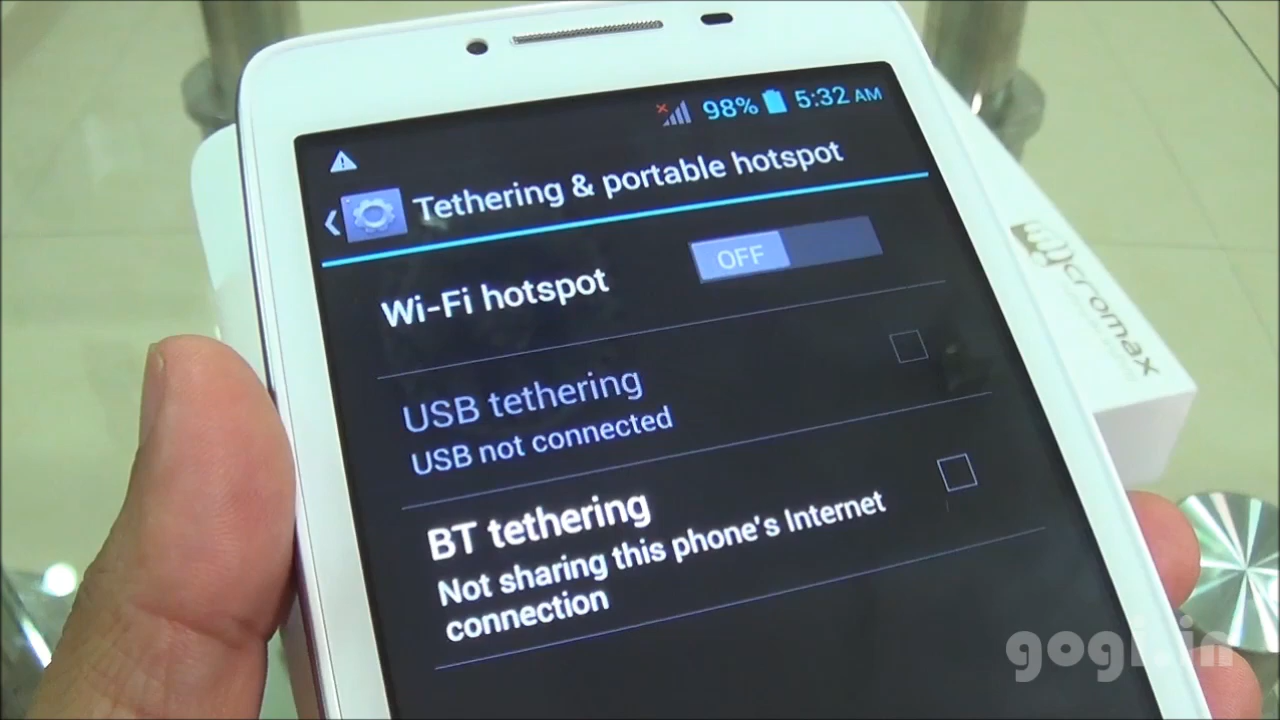 98% 5:32 AM
Tethering & portable hotspot
Wi-Fi hotspot
OFF
USB tethering
USB not connected
BT tethering
Not sharing this phone's Internet
connection
micromax
gogi.in